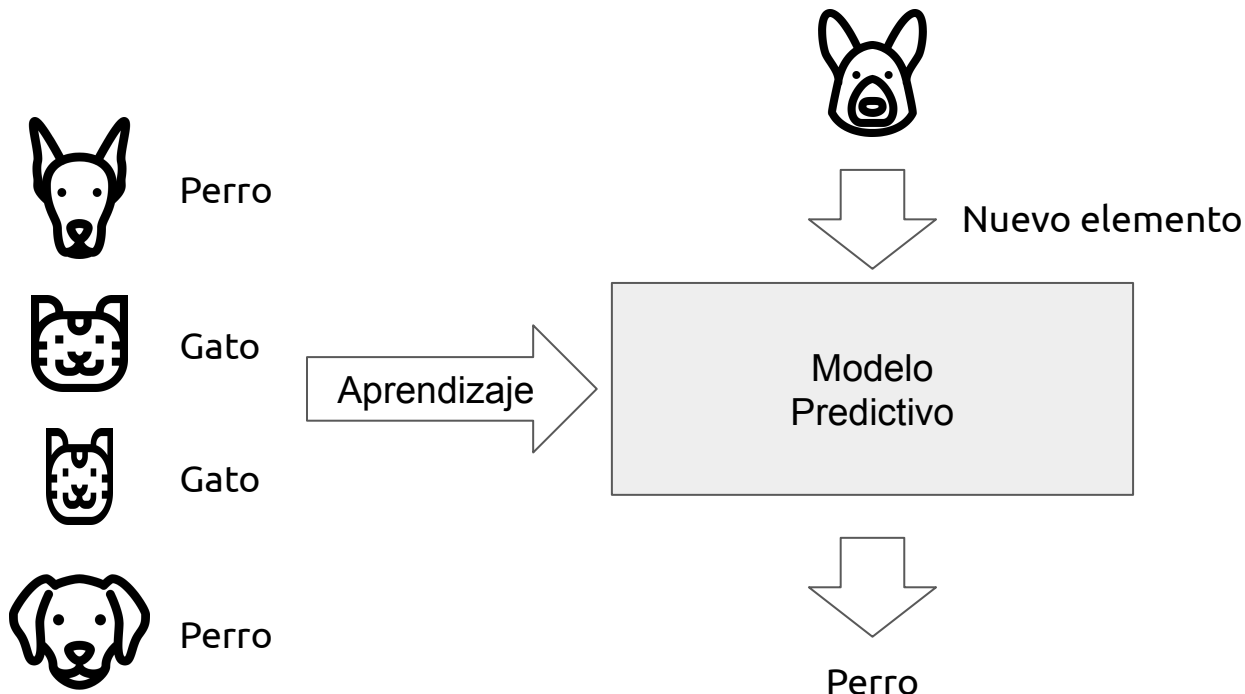 Perro
Gato
Gato
Perro
Aprendizaje
Nuevo elemento
Modelo
Predictivo
Perro